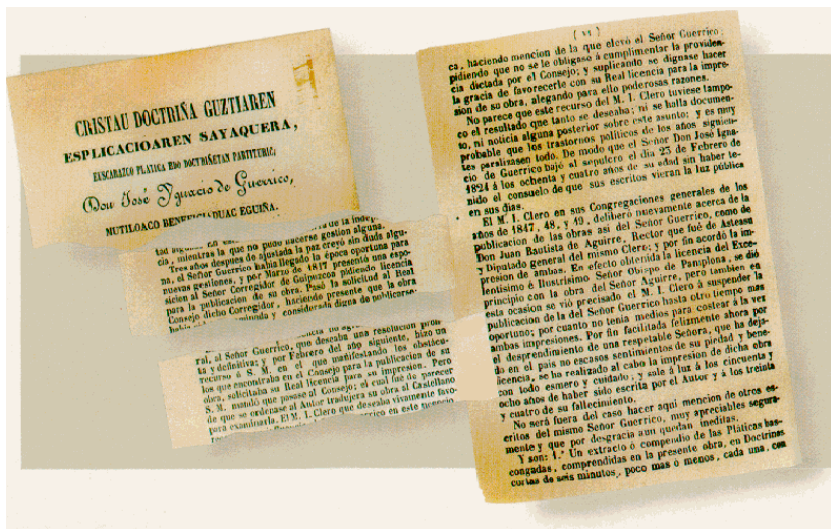 CRISTAU DOCTRIÑA GUZTIAREN
ESPLICACIOAREN SAYAQUERA,
EUSCARAZCO PLATICA EDO DOCTRIÑETAN PARTITURIC;
Don José Ygnacio de Guerrico,
MUTILOACO BENEFICIADUAC EGUIÑA.
cia, mientras la que no pudo hacerse gestion alguna.
Tres años despues de ajustada la paz creyó sin duda algu-
na, el Señor Guerrico habia llegado la época oportuna para
nuevas gestiones, y por Marzo de 1817 presentó una espo-
sicion al Señor Corregidor de Guipuzcoa pidiendo licencia
para la publicacion de su obra. Pasó la solicitud al Real
Consejo dicho Corregidor, haciendo presente que la obra
considerada digna de publicarse
ral, al Señor Guerrico, que deseaba una resolucion pron-
ta y definitiva; y por Febrero del año siguiente, hizo un
recurso á S. M. en el que manifestando los obstácu-
los que encontraba en el Consejo para la publicacion de su
obra, solicitaba su Real licencia para su impresion. Pero
S. M. mandó que pasase al Consejo; el cual fué de parecer
de que se ordenase al Autor tradujera su obra al Castellano
para examinarla. El M. I. Clero que deseaba vivamente favo-
en este negocio
ca, haciendo mencion de la que elevó el Señor Guerrico,
pidiendo que no se le obligase á cumplimentar la providen-
cia dictada por el Consejo; y suplicando se dignase hacer
la gracia de favorecerle con su Real licencia para la impre-
sion de su obra, alegando para ello poderosas razones.
No parece que este recurso del M. I. Clero tuviese tampo-
co el resultado que tanto se deseaba; ni se halla documen-
to, ni noticia alguna posterior sobre este asunto; y es muy
probable que los trastornos políticos de los años siguien-
tes paralizasen todo. De modo que el Señor Don José Igna-
cio de Guerrico bajó al sepulcro el dia 23 de Febrero de
1824 á los ochenta y cuatro años de su edad sin haber te-
nido el consuelo de que sus escritos vieran la luz pública
en sus dias.
El M. I. Clero en sus Congregaciones generales de los
años de 1847, 48, y 49, deliberó nuevamente acerca de la
publicacion de las obras asi del Señor Guerrico, como de
Don Juan Bautista de Aguirre, Rector que fué de Asteasu
y Diputado general del mismo Clero; y por fin acordó la im-
presion de ambas. En efecto obtenida la licencia del Exce-
lentísimo é Ilustrísimo Señor Obispo de Pamplona, se dió
principio con la obra del Señor Aguirre, pero tambien en
esta ocasion se vió precisado el M. I. Clero á suspender la
publicacion de la del Señor Guerrico hasta otro tiempo mas
oportuno; por cuanto no tenia medios para costear á la vez
ambas impresiones. Por fin facilitada felizmente ahora por
el desprendimiento de una respetable Señora, que ha deja-
do en el pais no escasos sentimientos de su piedad y bene-
ficencia, se ha realizado al cabo la impresion de dicha obra
con todo esmero y cuidado; y sale á luz á los cincuenta y
ocho años de haber sido escrita por el Autor y á los treinta
y cuatro de su fallecimiento.
No será fuera del caso hacer aquí mencion de otros es-
critos del mismo Señor Guerrico, muy apreciables segura-
mente y que por desgracia aun quedan ineditas.
Y son: 1.º Un extracto ó compendio de las Pláticas bas-
congadas, comprendidas en la presente obra, en Doctrinas
cortas de seis minutos, poco mas ó menos, cada una, con